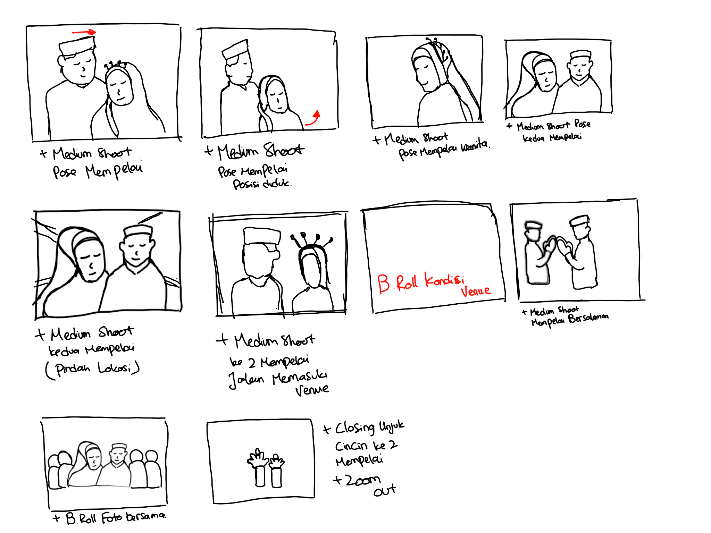 + Medium Shoot
Pose Mempelai
+ Medium Shoot
Pose Mempelai
Posisi duduk.
+ Medium Shoot
Pose Mempelai Wanita.
+ Medium Shoot Pose
kedua Mempelai
+ Medium Shoot
kedua Mempelai
(Pindah Lokasi)
+ Medium Shoot
ke 2 Mempelai
Jalan Memasuki
Venue
B Roll Kondisi
Venue
+ Medium Shoot
Mempelai Bersalaman
+ B.Roll Foto bersama
+ Closing Unjuk
Cincin ke 2
Mempelai
+ Zoom
out